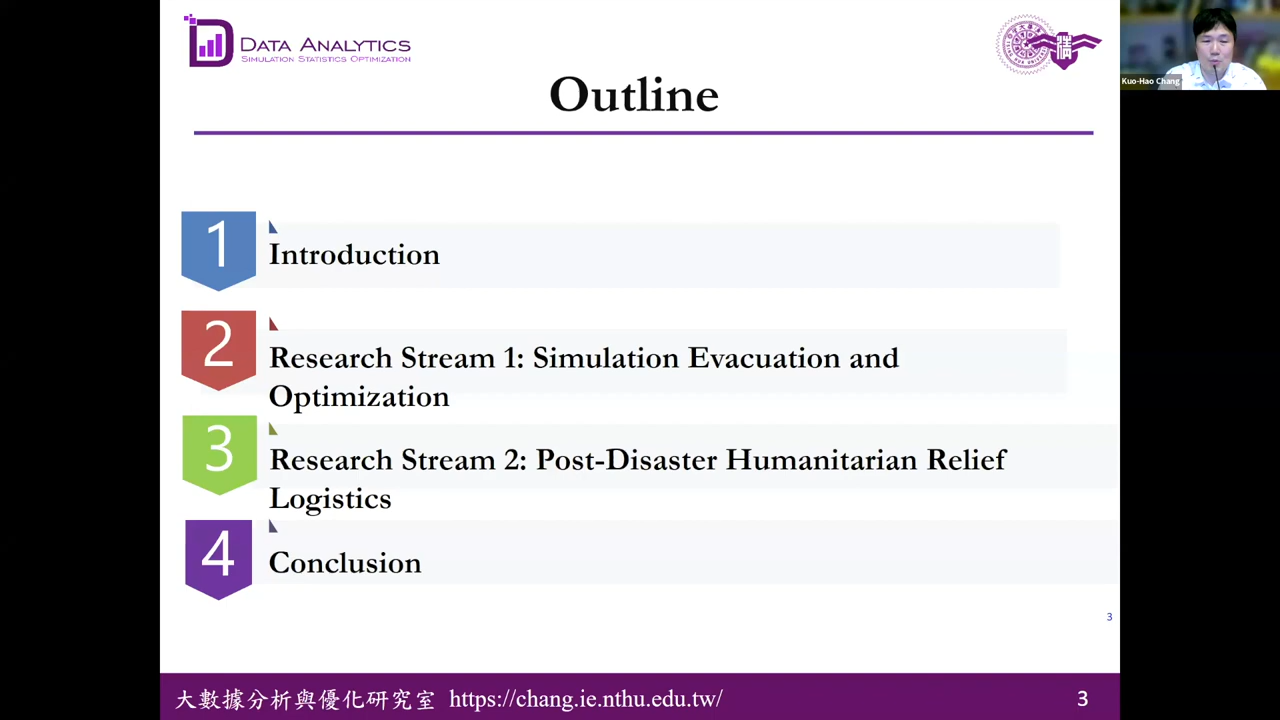 DATA ANALYTICS
SIMULATION STATISTICS OPTIMIZATION
Kuo-Hao Chang
Outline
1
Introduction
2
Research Stream 1: Simulation Evacuation and
Optimization
3
Research Stream 2: Post-Disaster Humanitarian Relief
Logistics
4
Conclusion
3
大數據分析與優化研究室 https://chang.ie.nthu.edu.tw/
3